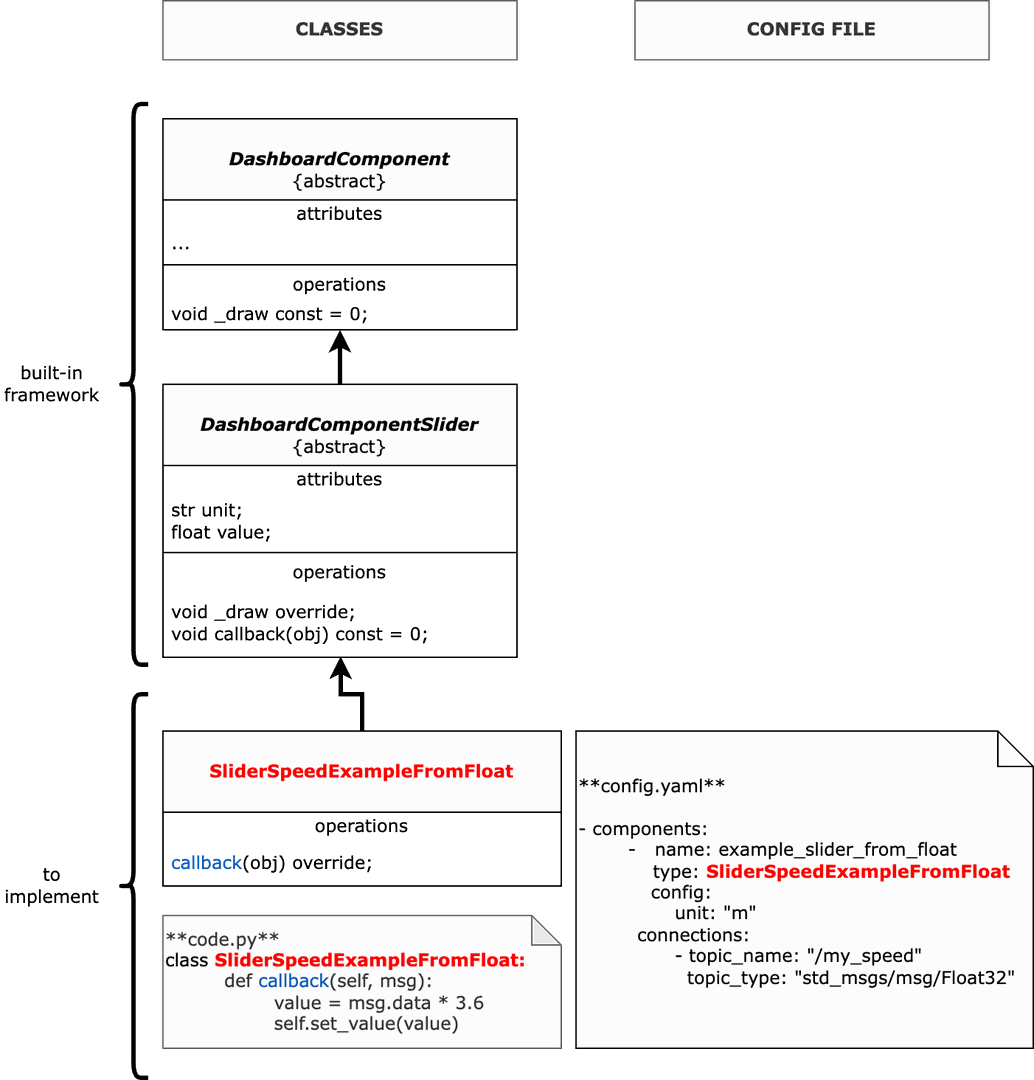 CLASSES
CONFIG FILE
DashboardComponent
{abstract}
attributes
...
operations
void _draw const = 0;
built-in
framework
DashboardComponentSlider
{abstract}
attributes
str unit;
float value;
operations
void _draw override;
void callback(obj) const = 0;
to
implement
SliderSpeedExampleFromFloat
operations
callback(obj) override;
**code.py**
class SliderSpeedExampleFromFloat:
def callback(self, msg):
value = msg.data * 3.6
self.set_value(value)
**config.yaml**
- components:
- name: example_slider_from_float
type: SliderSpeedExampleFromFloat
config:
unit: "m"
connections:
- topic_name: "/my_speed"
topic_type: "std_msgs/msg/Float32"